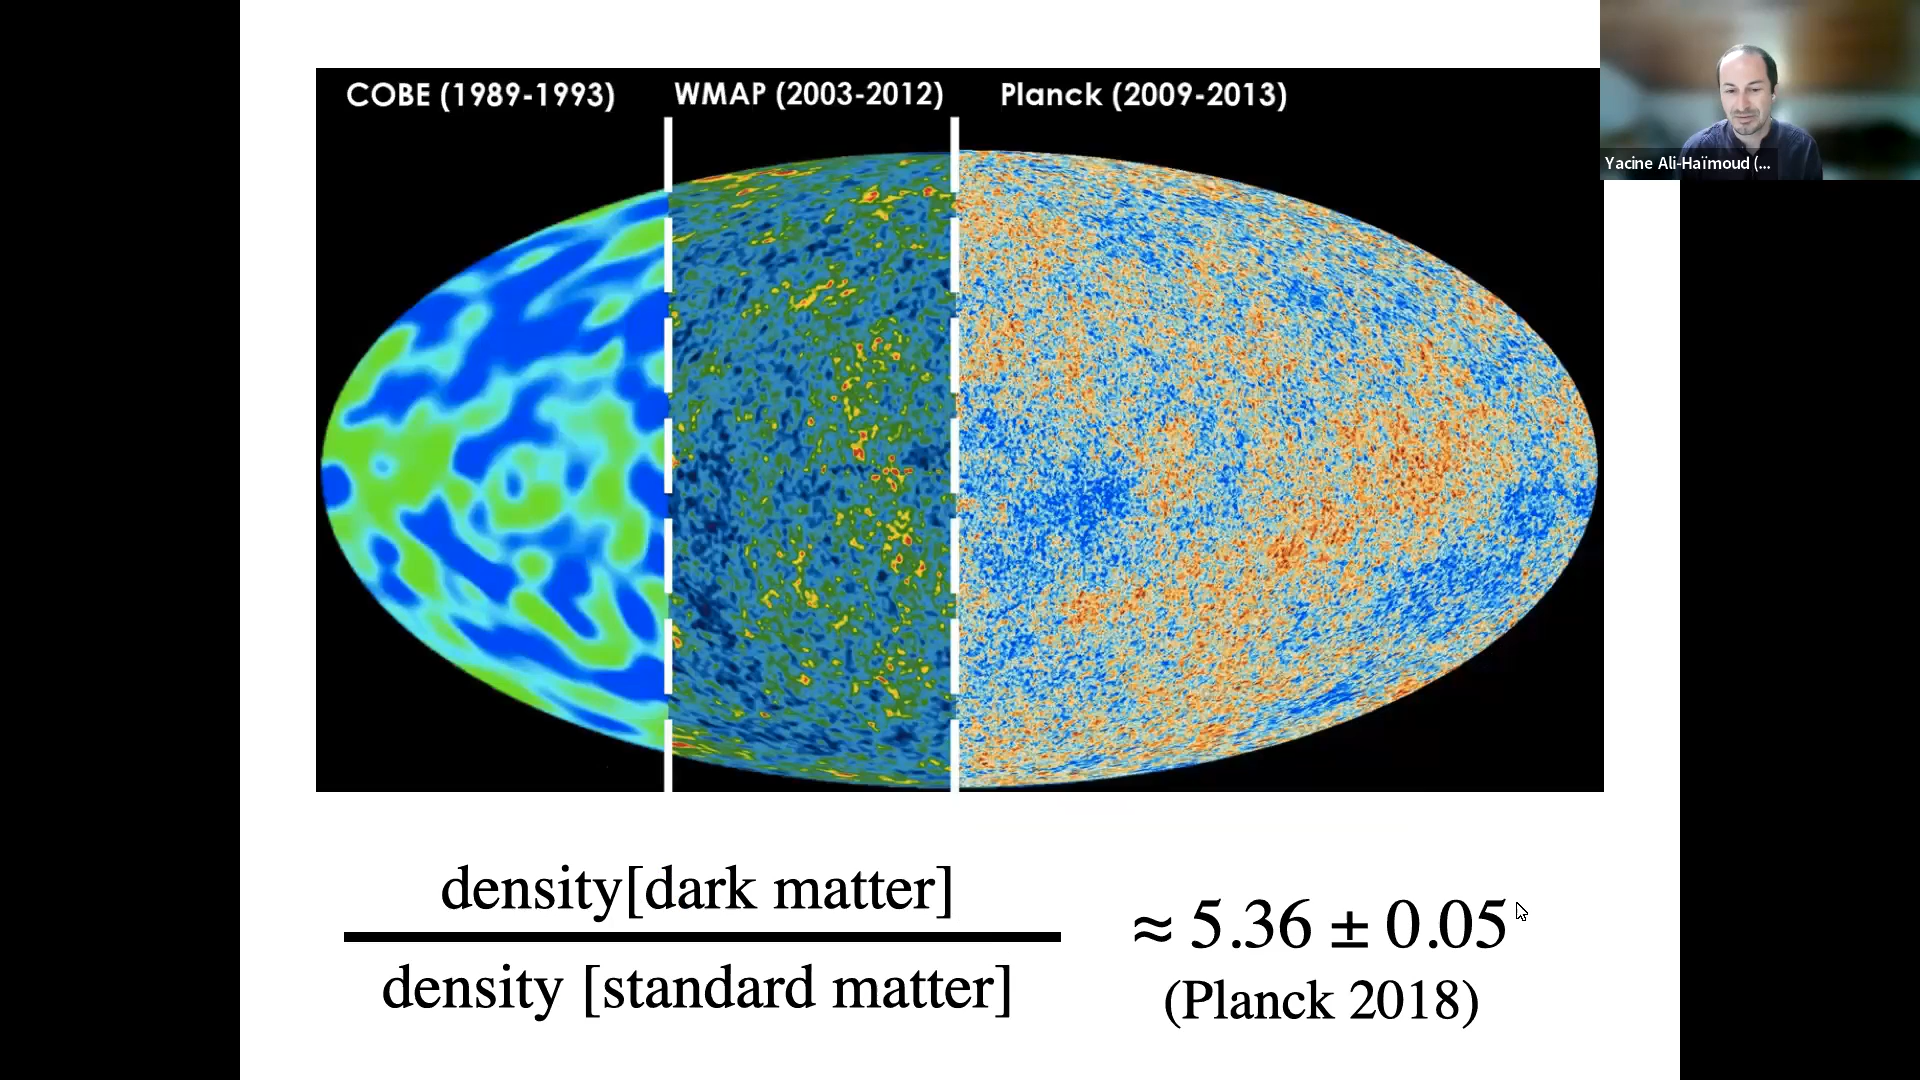 COBE (1989-1993)
WMAP (2003-2012)
Planck (2009-2013)
Yacine Ali-Haïmoud (...
density[dark matter]
density [standard matter]
≈ 5.36 ± 0.05
(Planck 2018)